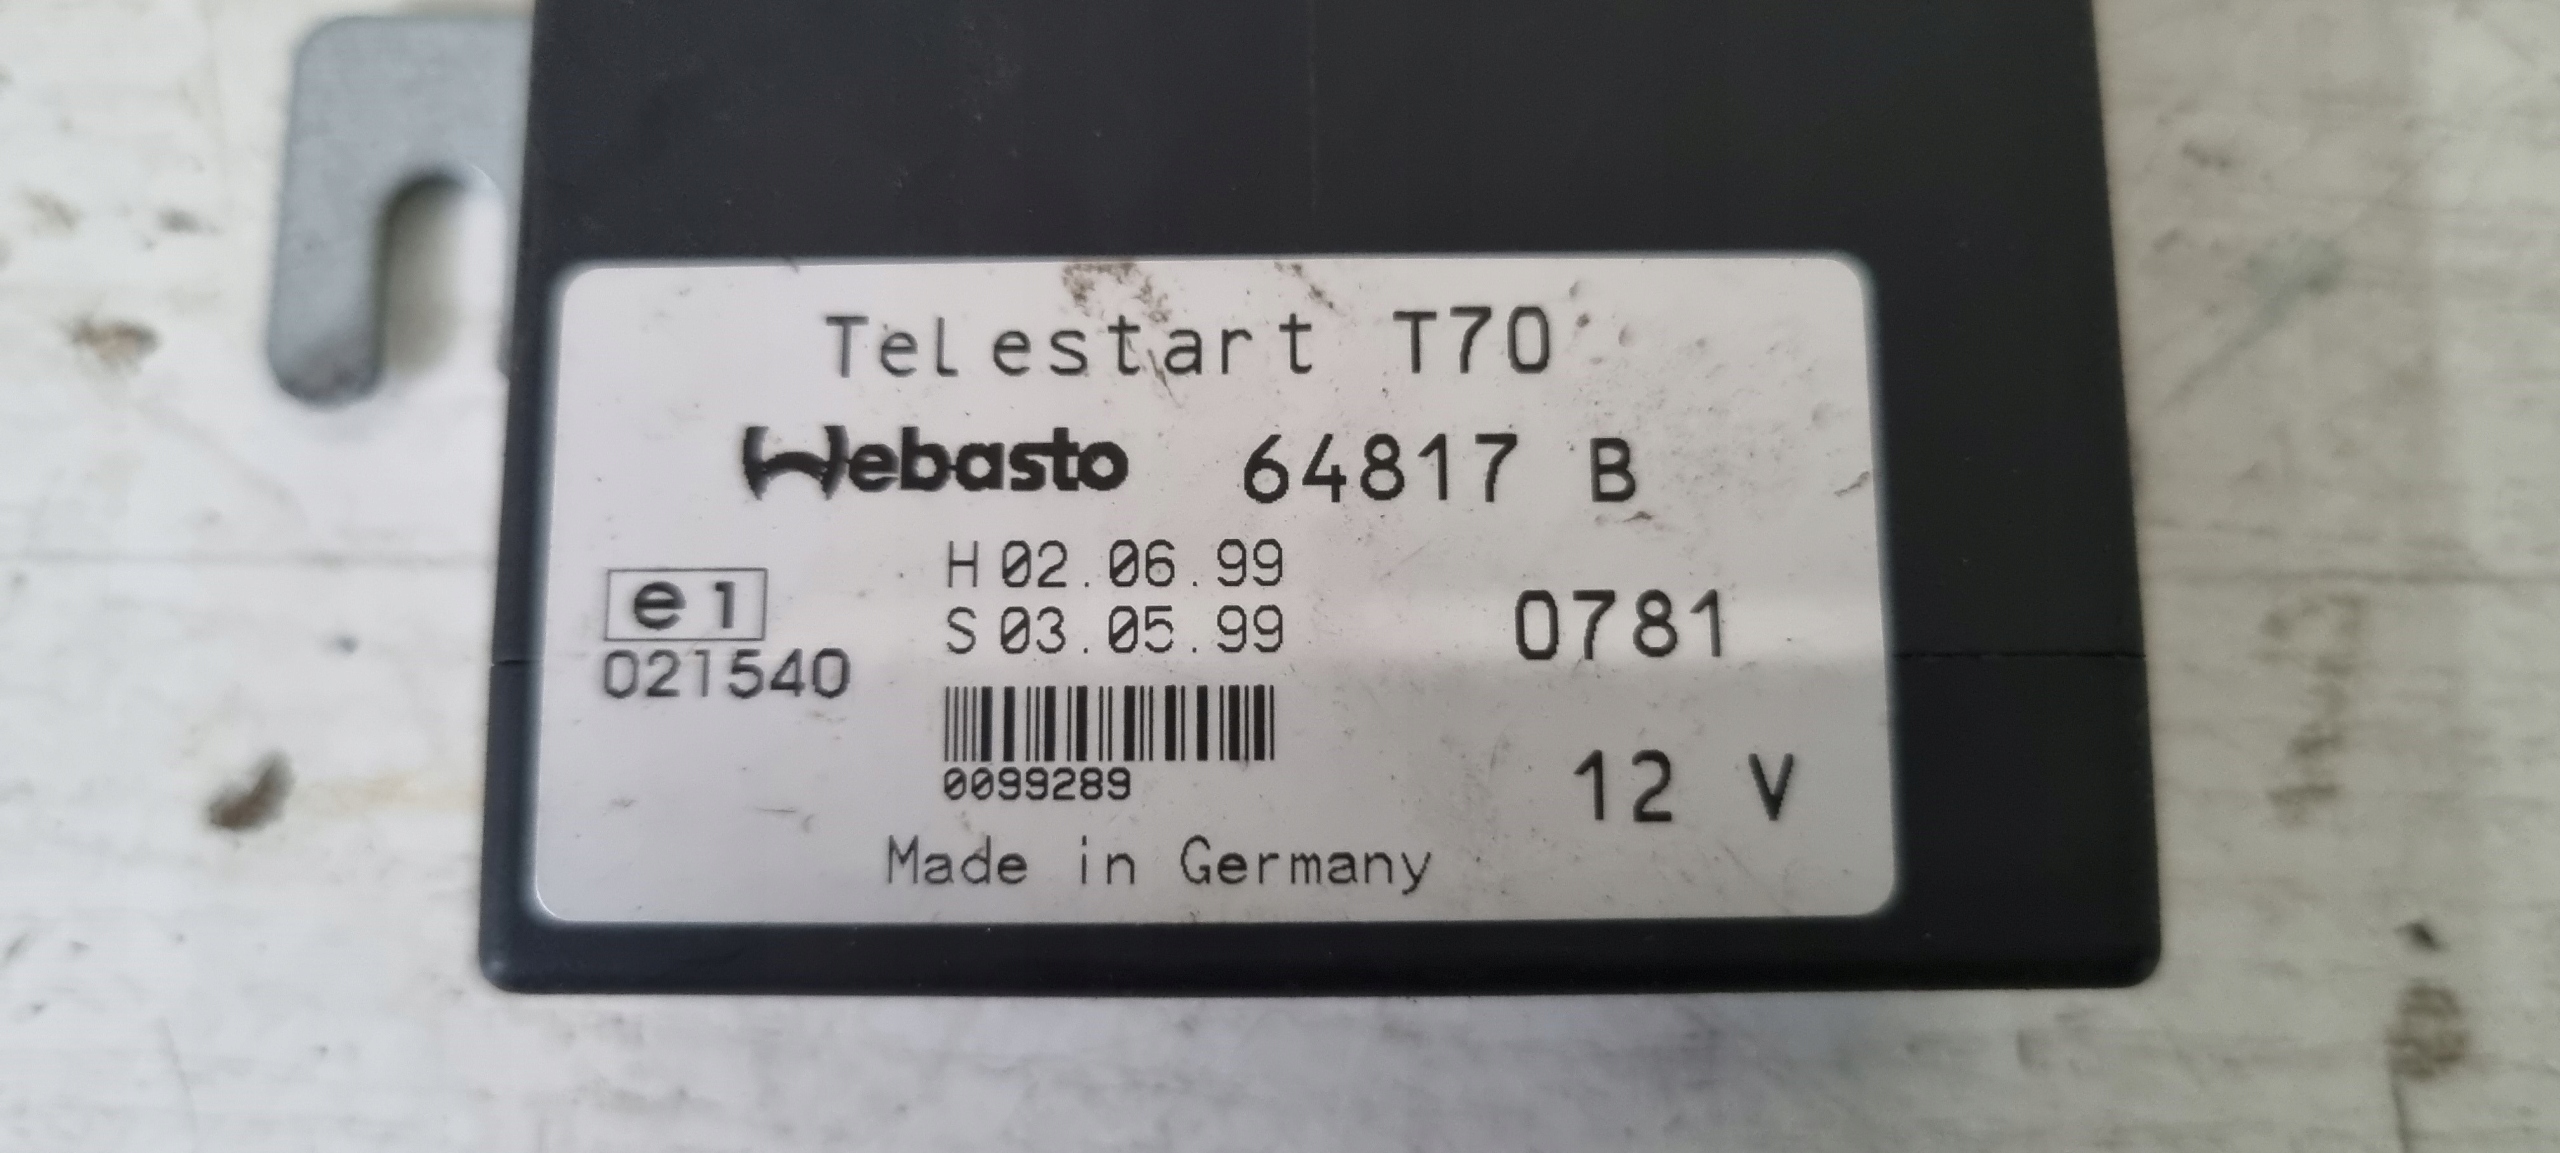 Telestart T70
Webasto 64817 B
H 02.06.99
S 03.05.99
e1
021540
0781
0099289
12 V
Made in Germany